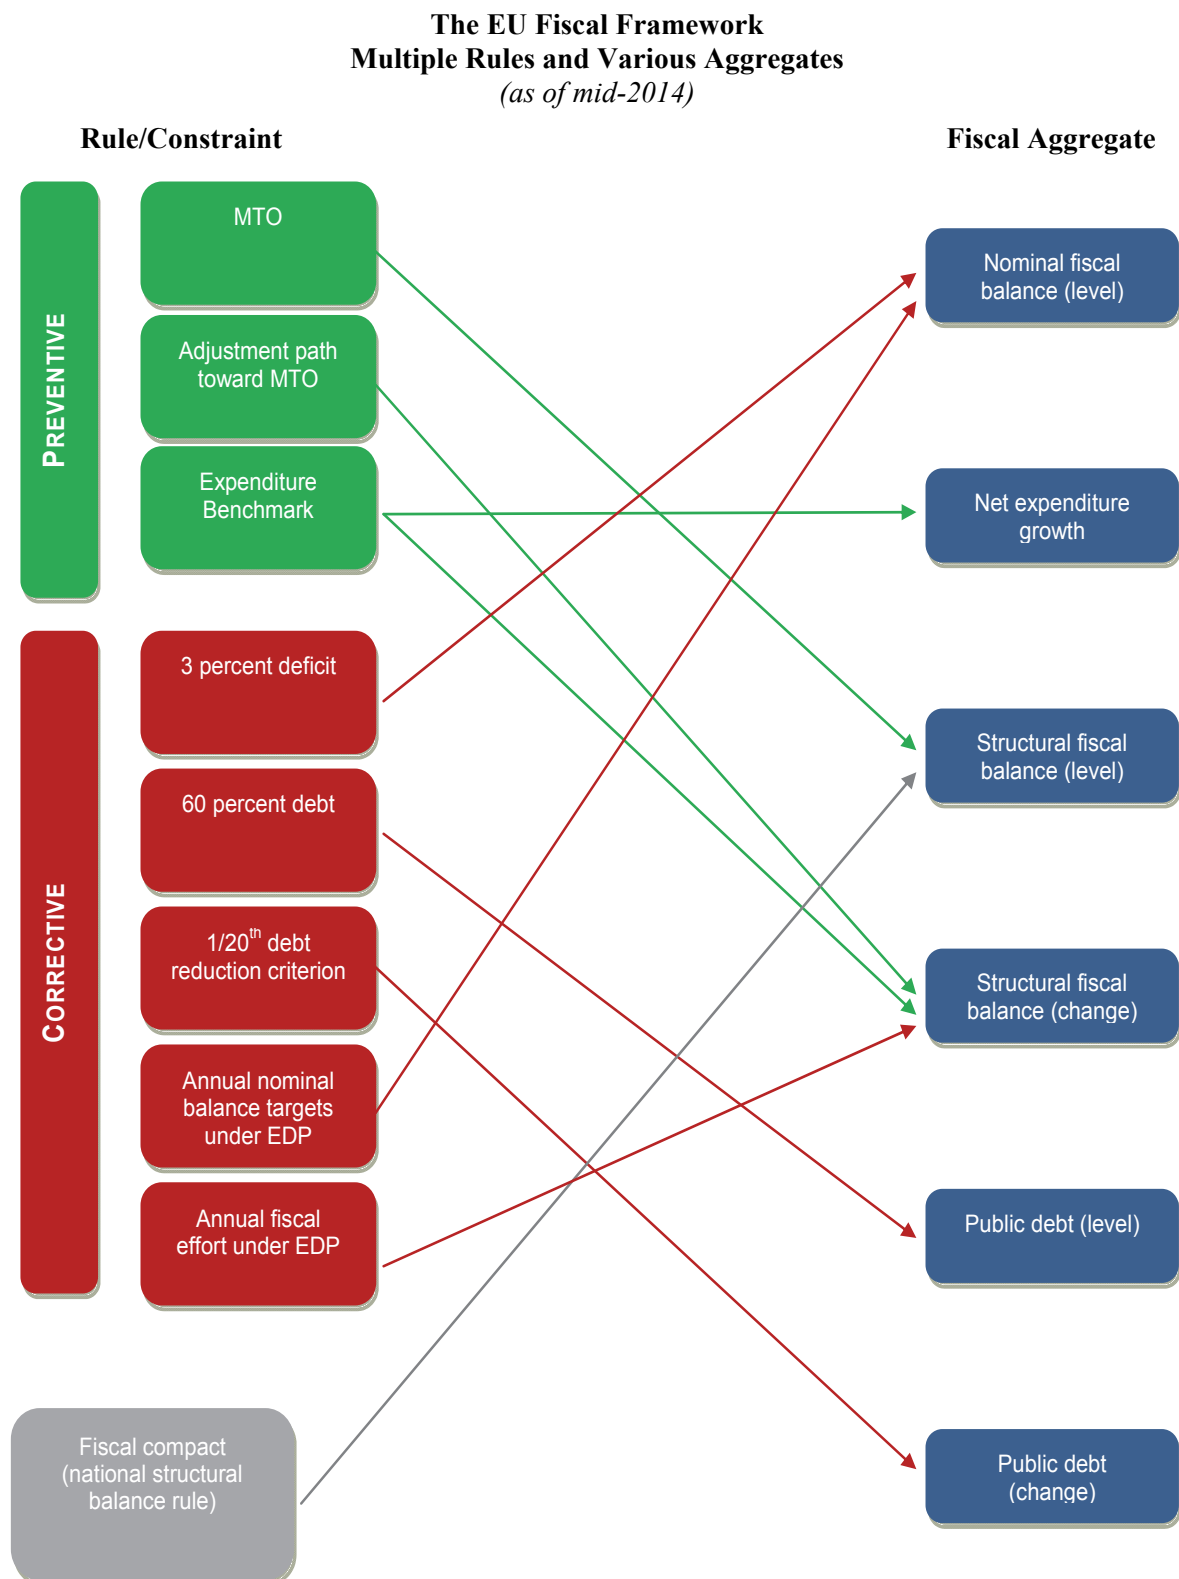 The EU Fiscal Framework
Multiple Rules and Various Aggregates
(as of mid-2014)
Rule/Constraint
Fiscal Aggregate
PREVENTIVE
MTO
Adjustment path
toward MTO
Expenditure
Benchmark
CORRECTIVE
3 percent deficit
60 percent debt
1/20th debt
reduction criterion
Annual nominal
balance targets
under EDP
Annual fiscal
effort under EDP
Fiscal compact
(national structural
balance rule)
Nominal fiscal
balance (level)
Net expenditure
growth
Structural fiscal
balance (level)
Structural fiscal
balance (change)
Public debt (level)
Public debt
(change)